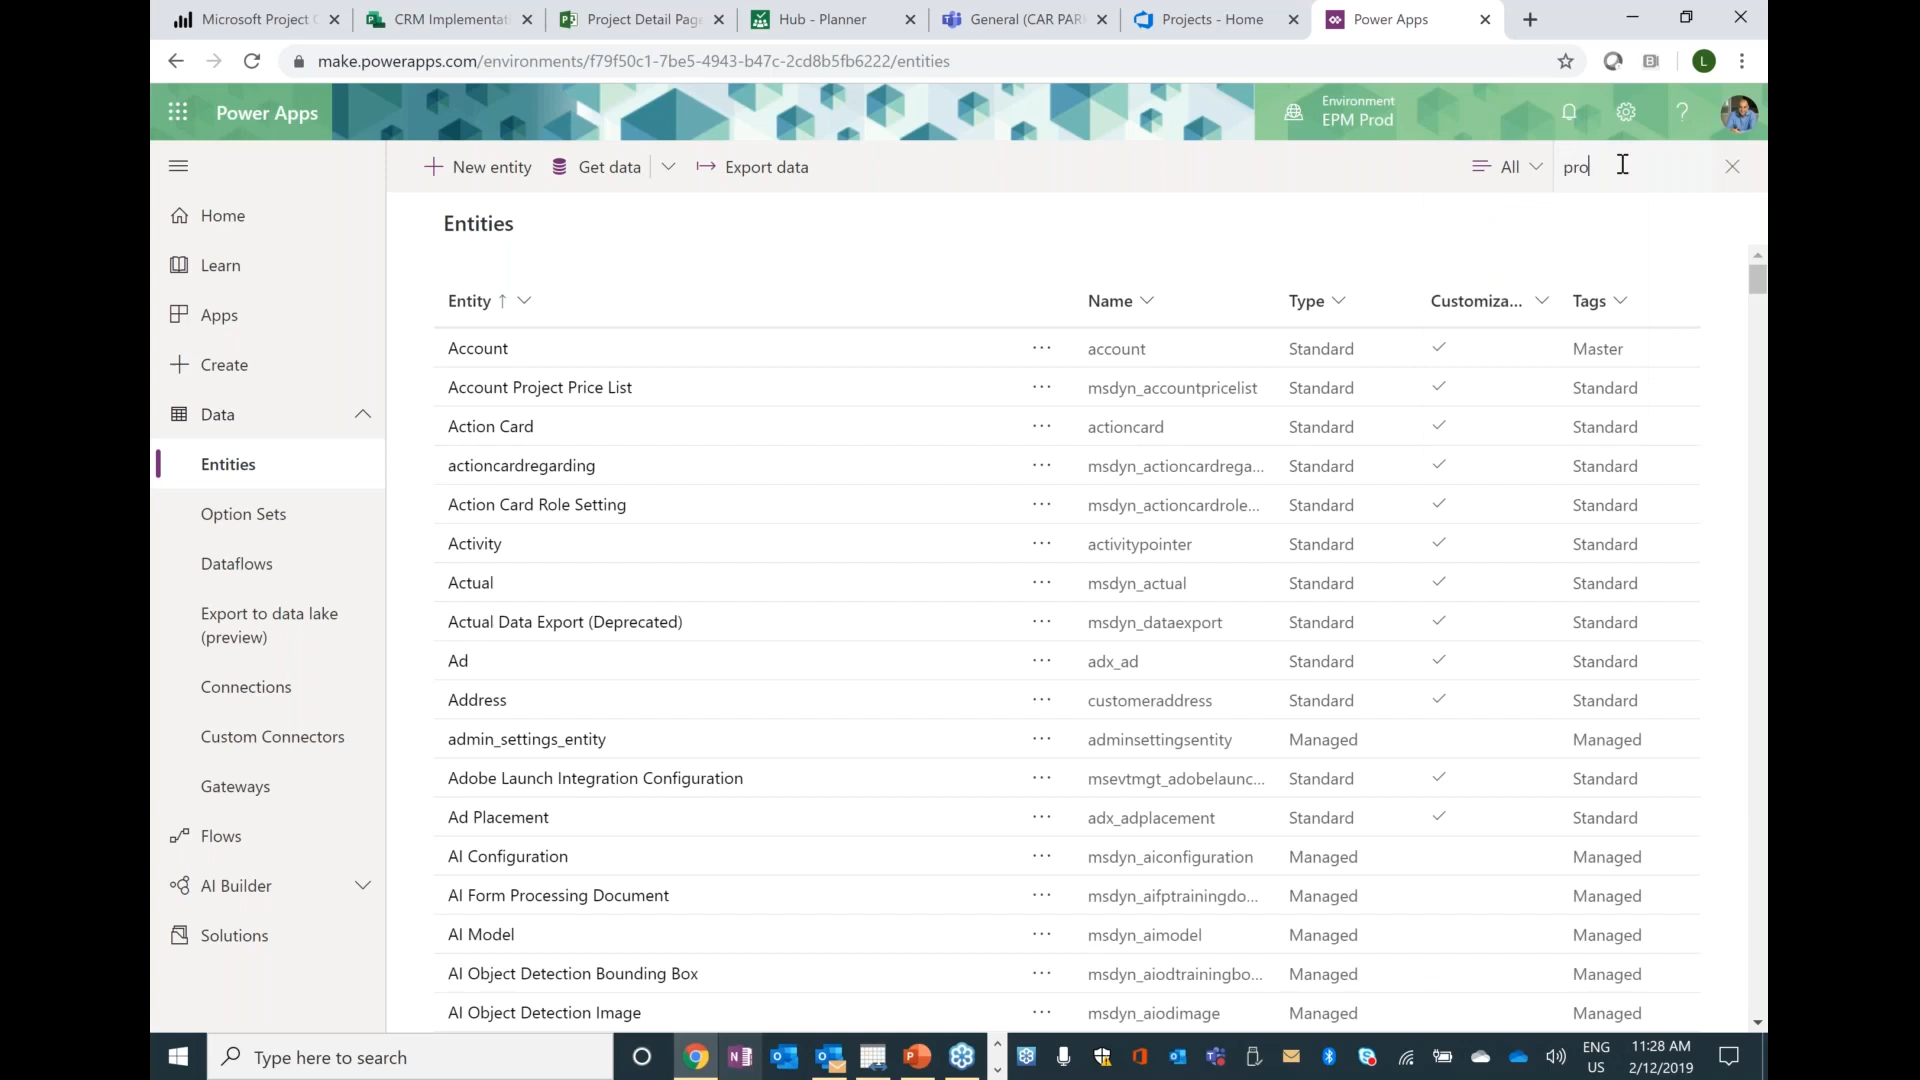 Microsoft Project C
CRM Implementati
Project Detail Page
Hub - Planner
General (CAR PAR
Projects - Home
Power Apps
make.powerapps.com/environments/f79f50c1-7be5-4943-b47c-2cd8b5fb6222/entities
L
Power Apps
Environment
EPM Prod
New entity
Get data
Export data
All
pro
Home
Learn
Apps
Create
Data
Entities
Option Sets
Dataflows
Export to data lake
(preview)
Connections
Custom Connectors
Gateways
Flows
AI Builder
Solutions
Entities
Entity Name Type Customiza... Tags
Account ··· account Standard Master
Account Project Price List ··· msdyn_accountpricelist Standard Standard
Action Card ··· actioncard Standard Standard
actioncardregarding ··· msdyn_actioncardrega... Standard Standard
Action Card Role Setting ··· msdyn_actioncardrole... Standard Standard
Activity ··· activitypointer Standard Standard
Actual ··· msdyn_actual Standard Standard
Actual Data Export (Deprecated) ··· msdyn_dataexport Standard Standard
Ad ··· adx_ad Standard Standard
Address ··· customeraddress Standard Standard
admin_settings_entity ··· adminsettingsentity Managed Managed
Adobe Launch Integration Configuration ··· msevtmgt_adobelaunc... Standard Standard
Ad Placement ··· adx_adplacement Standard Standard
AI Configuration ··· msdyn_aiconfiguration Managed Managed
AI Form Processing Document ··· msdyn_aifptrainingdo... Managed Managed
AI Model ··· msdyn_aimodel Managed Managed
AI Object Detection Bounding Box ··· msdyn_aiodtrainingbo... Managed Managed
AI Object Detection Image ··· msdyn_aiodimage Managed Managed
Type here to search
ENG
US
11:28 AM
2/12/2019